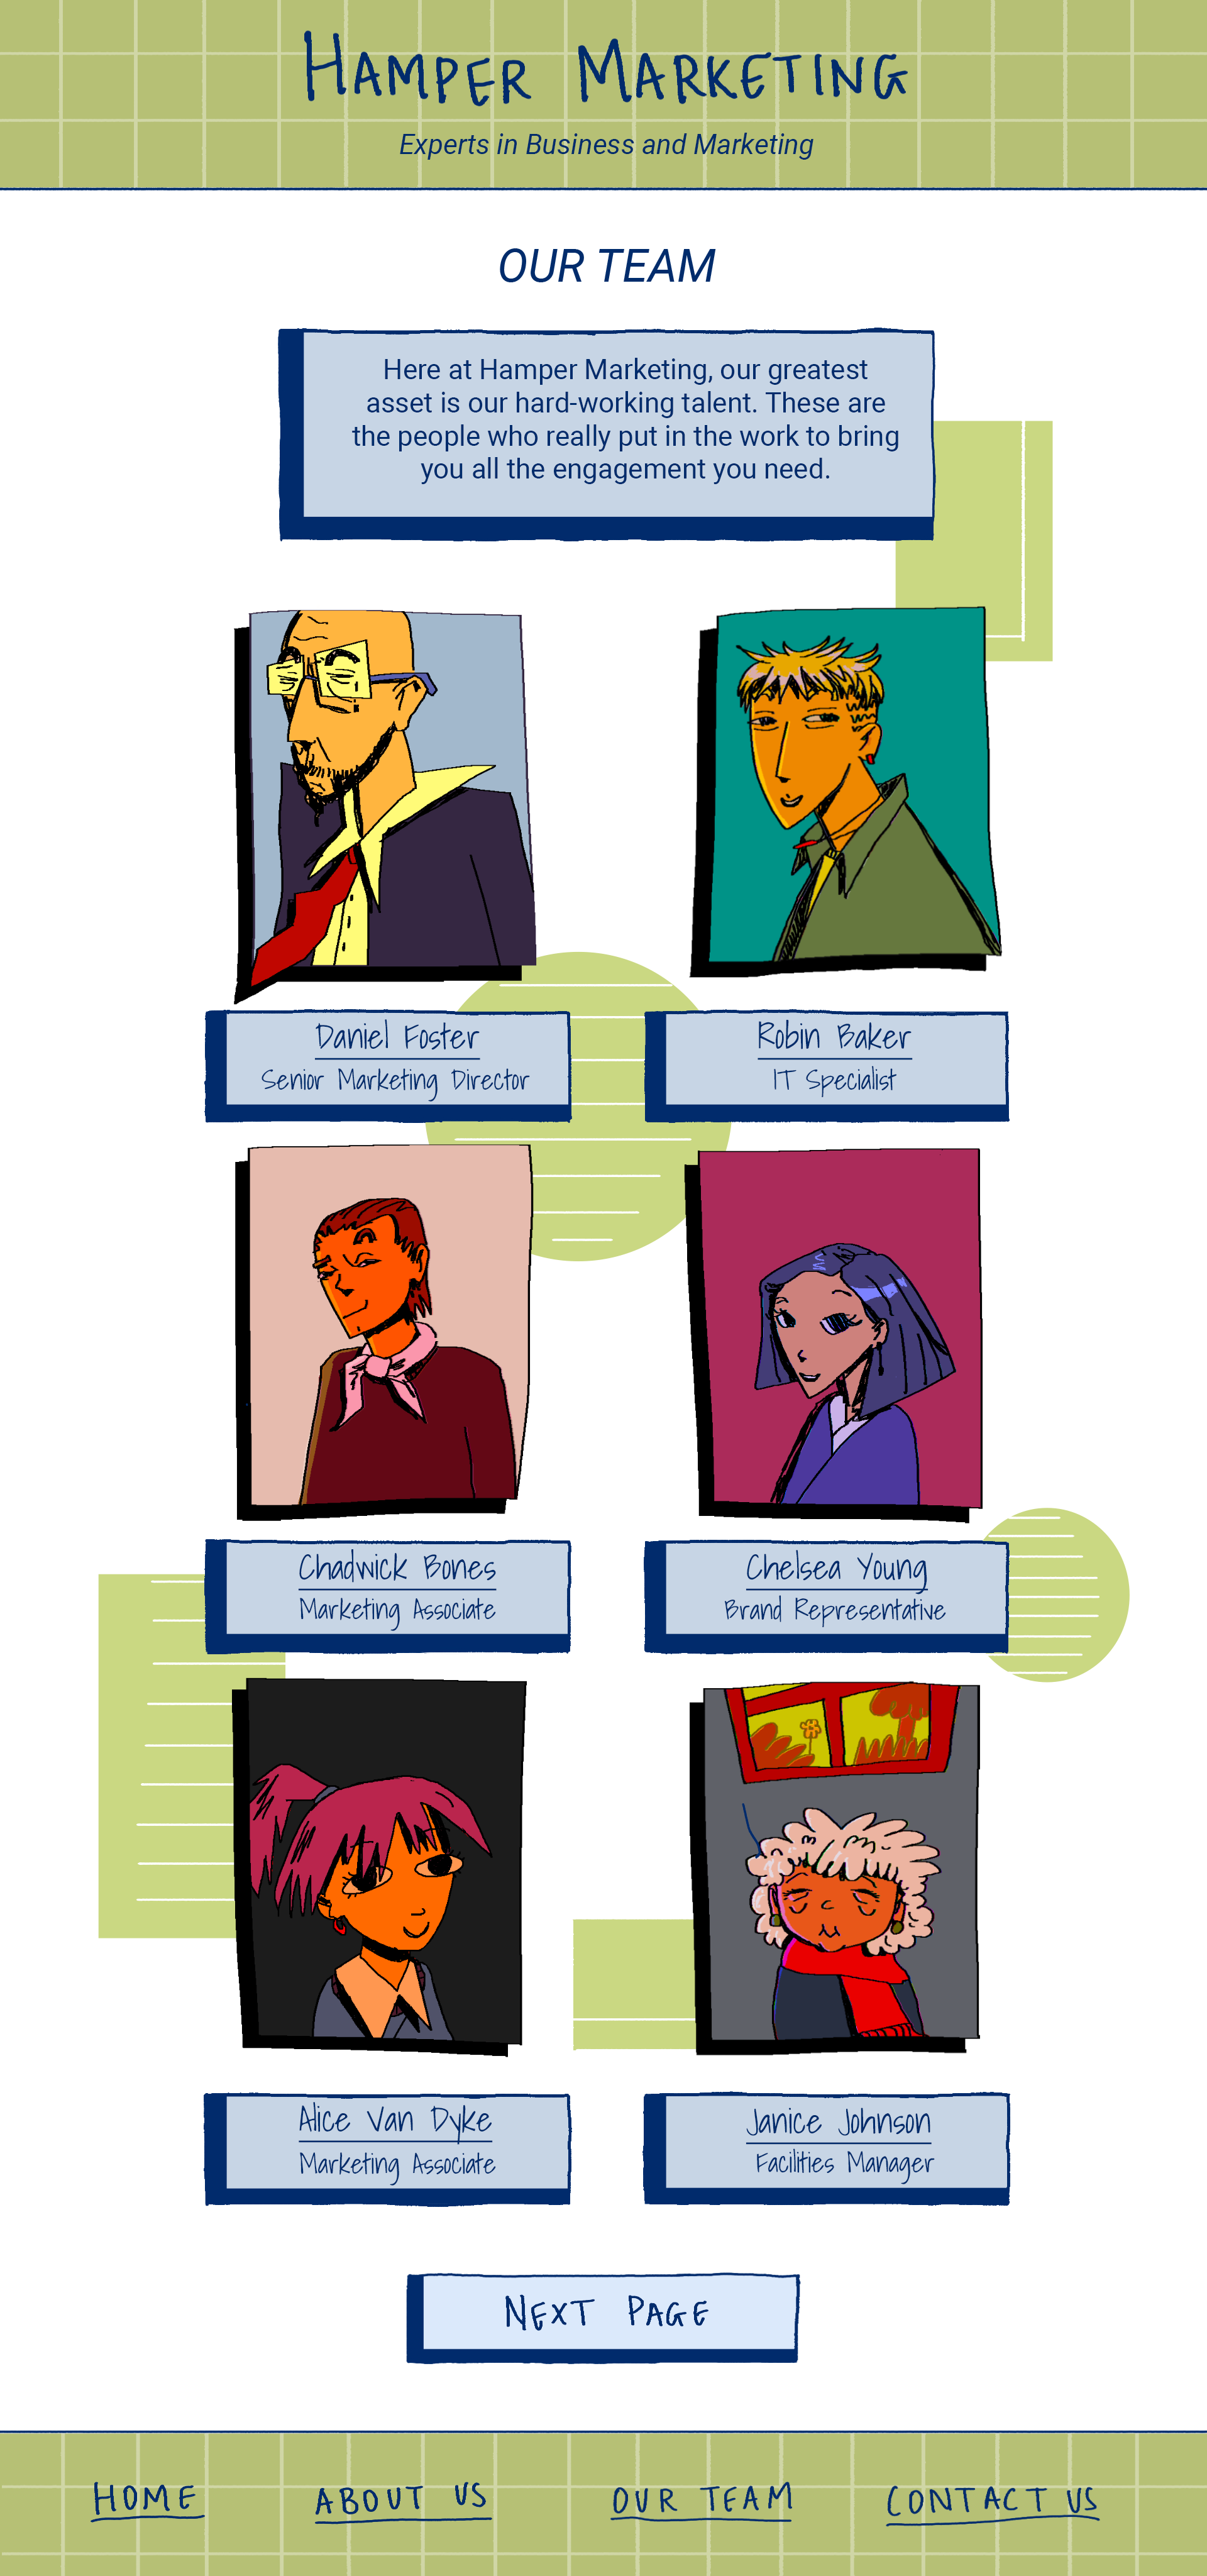 HAMPER MARKETING
Experts in Business and Marketing
OUR TEAM
Here at Hamper Marketing, our greatest
asset is our hard-working talent. These are
the people who really put in the work to bring
you all the engagement you need.
Daniel Foster
Senior Marketing Director
Robin Baker
IT Specialist
Chadwick Bones
Marketing Associate
Chelsea Young
Brand Representative
Alice Van Dyke
Marketing Associate
Janice Johnson
Facilities Manager
NEXT PAGE
HOME
ABOUT US
OUR TEAM
CONTACT US